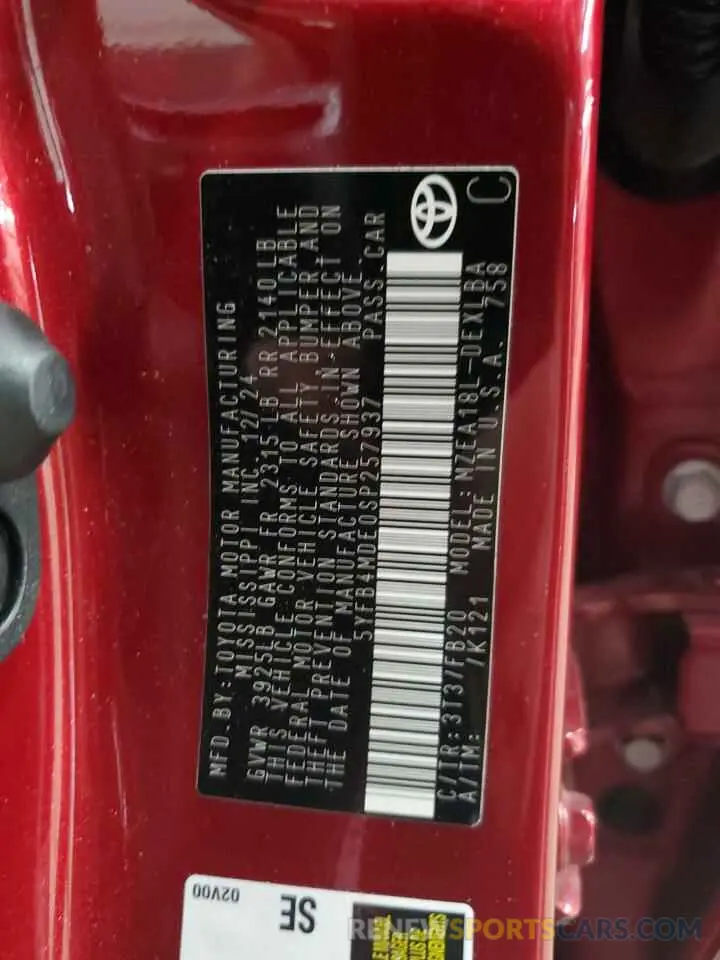 MFD.BY:TOYOTA MOTOR MANUFACTURING
MISSISSIPPI INC.12/24
GVWR 3925LB GAWR FR 2315 LB RR 2140 LB
THIS VEHICLE CONFORMS TO ALL APPLICABLE
FEDERAL MOTOR VEHICLE SAFETY, BUMPER, AND
THEFT PREVENTION STANDARDS IN EFFECT ON
THE DATE OF MANUFACTURE SHOWN ABOVE.
5YFB4MDE0SP257937 PASS.CAR
C/TR:3T37/FB20 MODEL:MZEA18L-DEXLBA
A/TM: /K121 MADE IN U.S.A. 758
C
02V00
SE
RENEWSPORTSCARS.COM